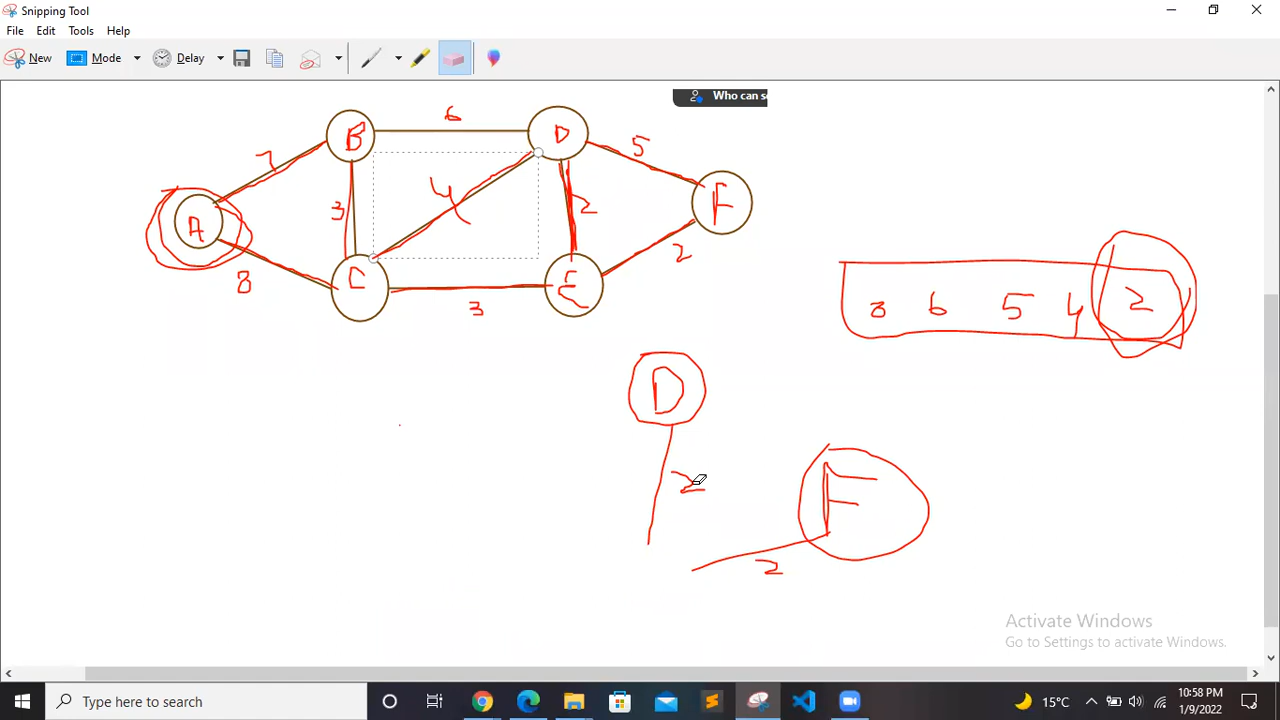 Snipping Tool
File Edit Tools Help
New Mode Delay
Who can s
6
B D
7 5
4
3 2 F
A
8 C 2
E
3
8 6 5 4 2
D
2
F
2
Activate Windows
Go to Settings to activate Windows.
Type here to search
15°C
10:58 PM
1/9/2022